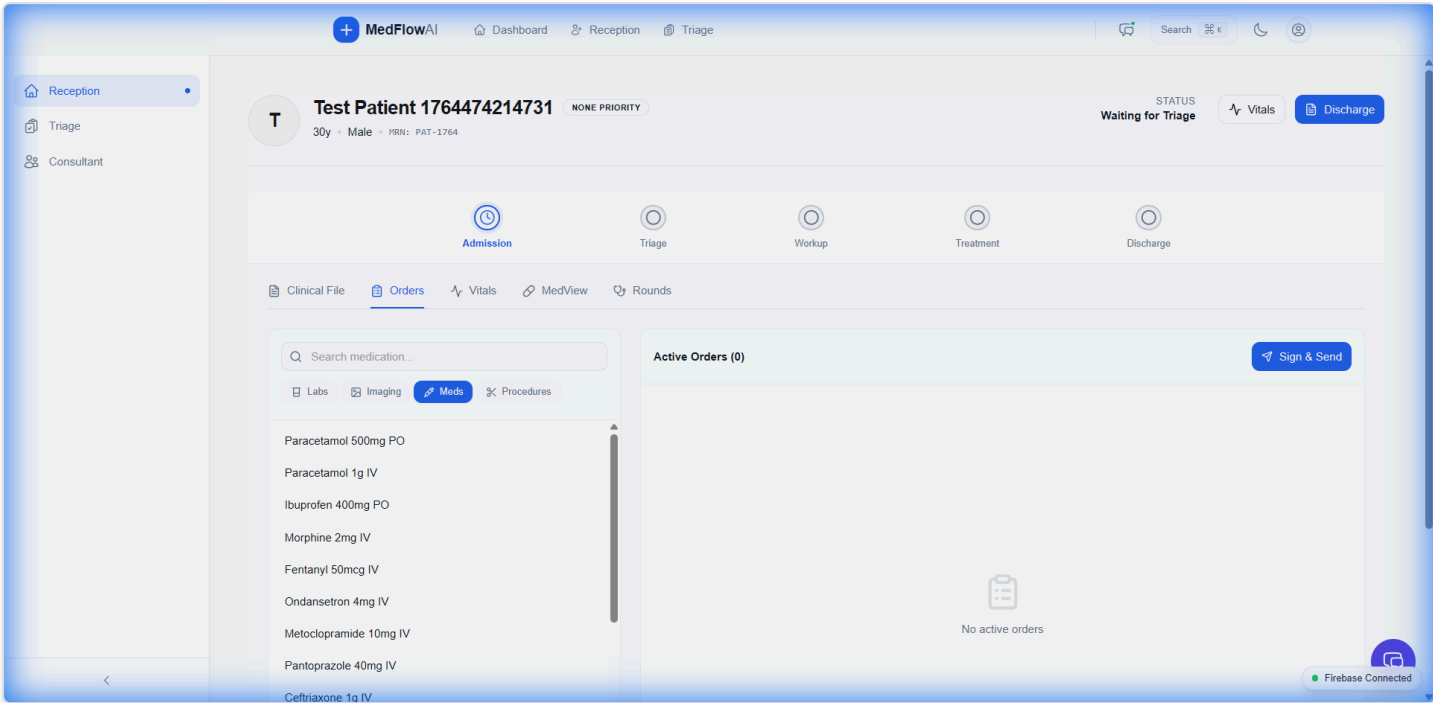 MedFlowAI
Dashboard
Reception
Triage
Search ⌘ K
Reception
Triage
Consultant
T
Test Patient 1764474214731
NONE PRIORITY
30y • Male • MRN: PAT-1764
STATUS
Waiting for Triage
Vitals
Discharge
Admission
Triage
Workup
Treatment
Discharge
Clinical File
Orders
Vitals
MedView
Rounds
Search medication...
Labs
Imaging
Meds
Procedures
Paracetamol 500mg PO
Paracetamol 1g IV
Ibuprofen 400mg PO
Morphine 2mg IV
Fentanyl 50mcg IV
Ondansetron 4mg IV
Metoclopramide 10mg IV
Pantoprazole 40mg IV
Ceftriaxone 1g IV
Active Orders (0)
Sign & Send
No active orders
Firebase Connected